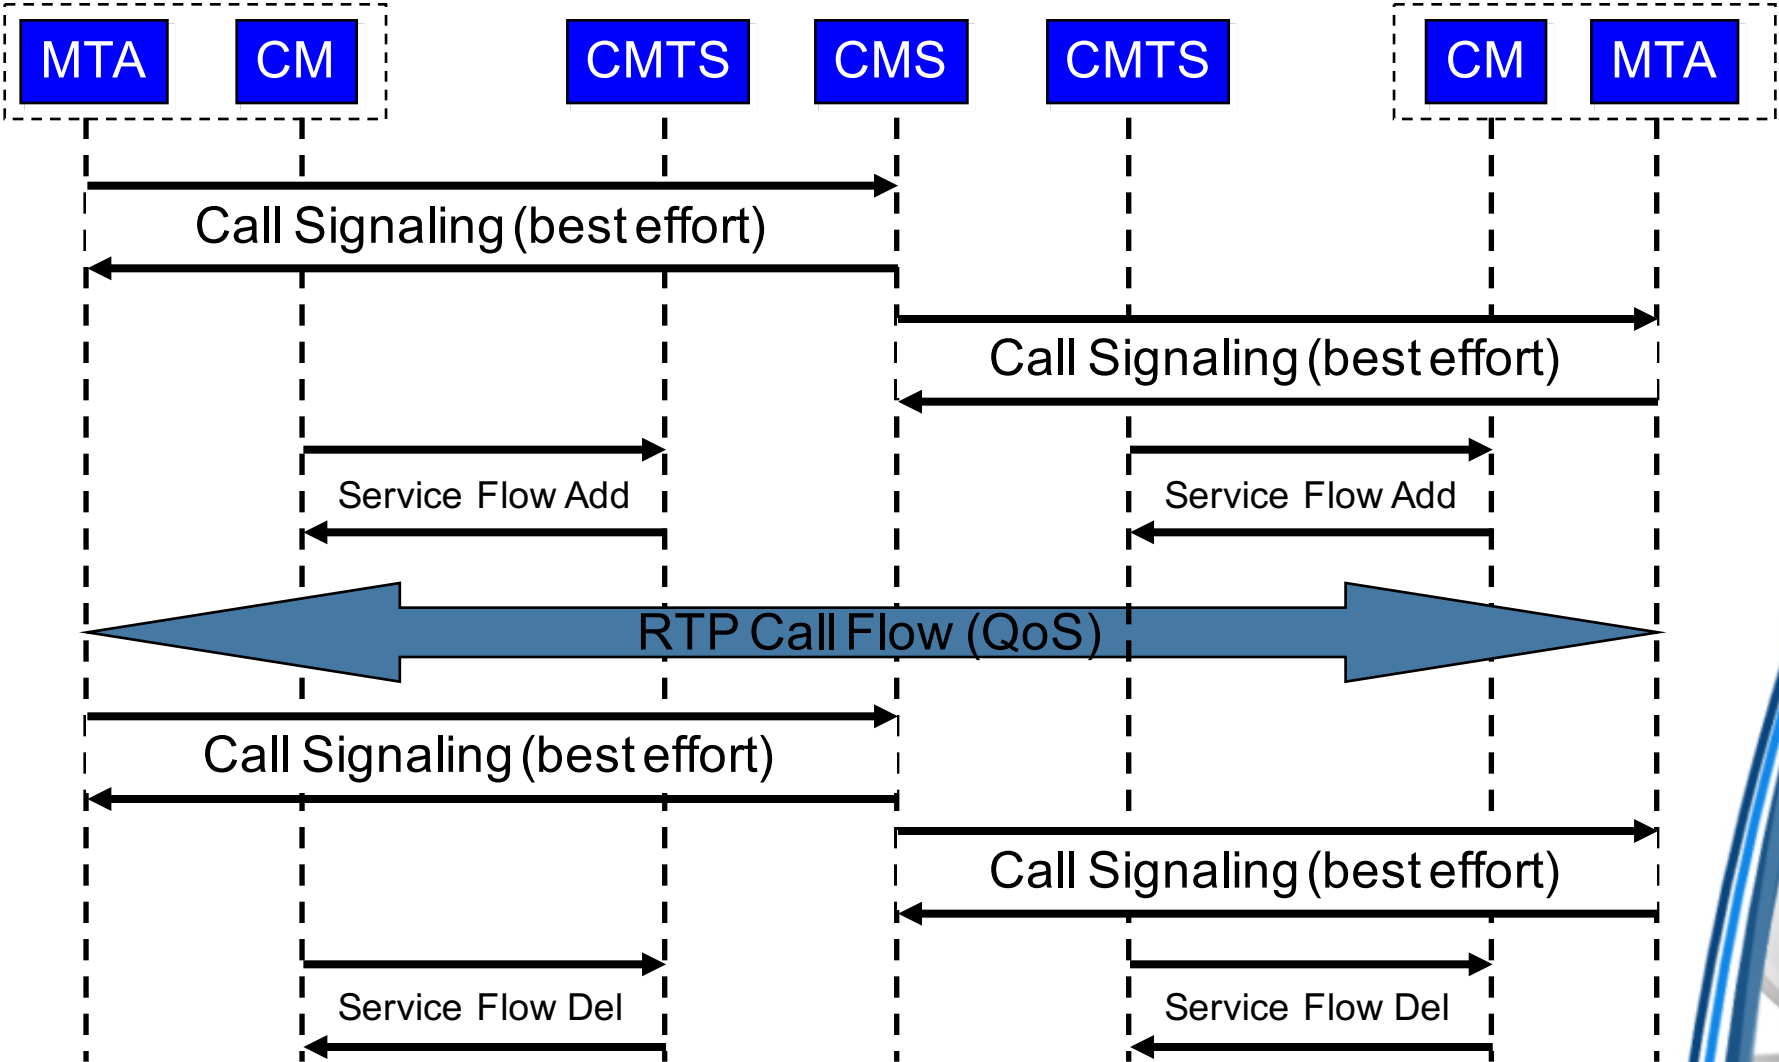 MTA CM CMTS CMS CMTS CM MTA
Call Signaling (best effort)
Call Signaling (best effort)
Service Flow Add Service Flow Add
RTP Call Flow (QoS)
Call Signaling (best effort)
Call Signaling (best effort)
Service Flow Del Service Flow Del